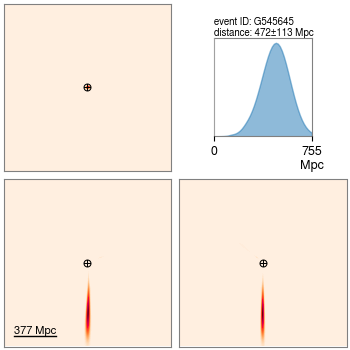 event ID: G545645
distance: 472±113 Mpc
0
755
Mpc
377 Mpc